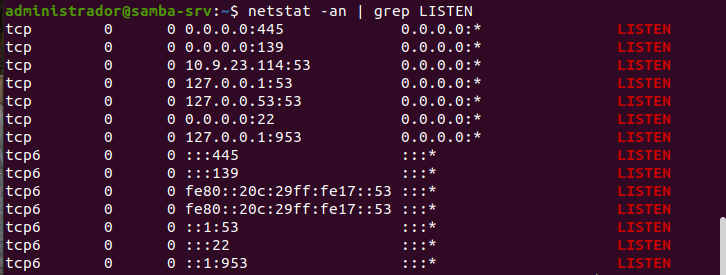 administrador@samba-srv:~$ netstat -an | grep LISTEN
tcp 0 0 0.0.0.0:445 0.0.0.0:* LISTEN
tcp 0 0 0.0.0.0:139 0.0.0.0:* LISTEN
tcp 0 0 10.9.23.114:53 0.0.0.0:* LISTEN
tcp 0 0 127.0.0.1:53 0.0.0.0:* LISTEN
tcp 0 0 127.0.0.53:53 0.0.0.0:* LISTEN
tcp 0 0 0.0.0.0:22 0.0.0.0:* LISTEN
tcp 0 0 127.0.0.1:953 0.0.0.0:* LISTEN
tcp6 0 0 :::445 :::* LISTEN
tcp6 0 0 :::139 :::* LISTEN
tcp6 0 0 fe80::20c:29ff:fe17::53 :::* LISTEN
tcp6 0 0 fe80::20c:29ff:fe17::53 :::* LISTEN
tcp6 0 0 ::1:53 :::* LISTEN
tcp6 0 0 :::22 :::* LISTEN
tcp6 0 0 ::1:953 :::* LISTEN